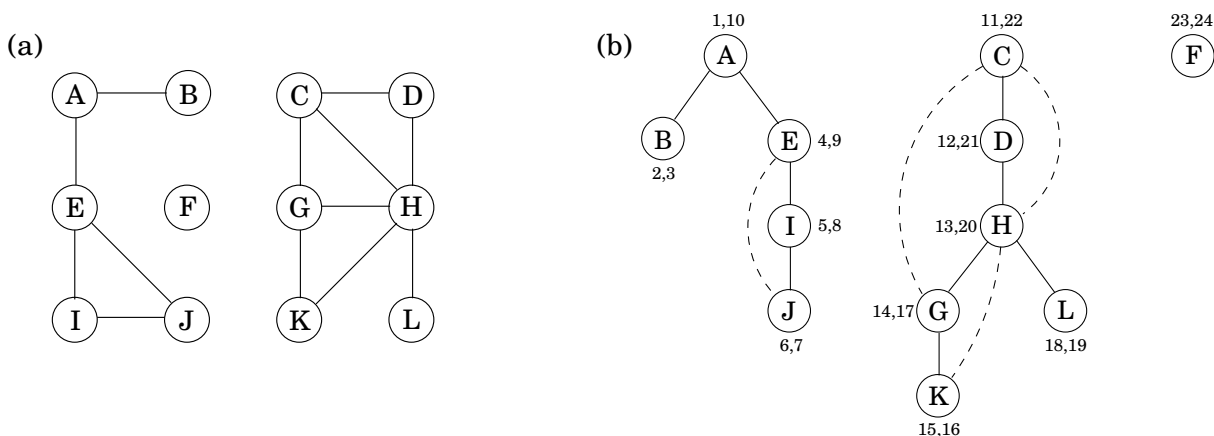 (a)
A B
C D
E F
G H
I J
K L
(b)
1,10
A
B
2,3
E 4,9
I 5,8
J
6,7
11,22
C
12,21 D
13,20 H
14,17 G
L
18,19
K
15,16
23,24
F